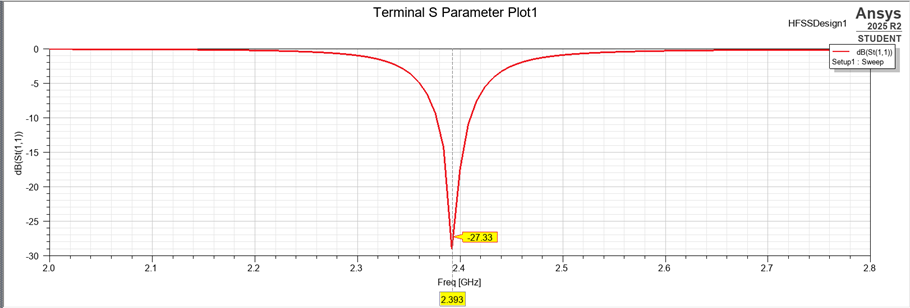 Terminal S Parameter Plot1
HFSSDesign1
Ansys
2025 R2
STUDENT
dB(St(1,1))
Setup1 : Sweep
dB(St(1,1))
0
-5
-10
-15
-20
-25
-30
-27.33
2.0 2.1 2.2 2.3 2.4 2.5 2.6 2.7 2.8
Freq [GHz]
2.393